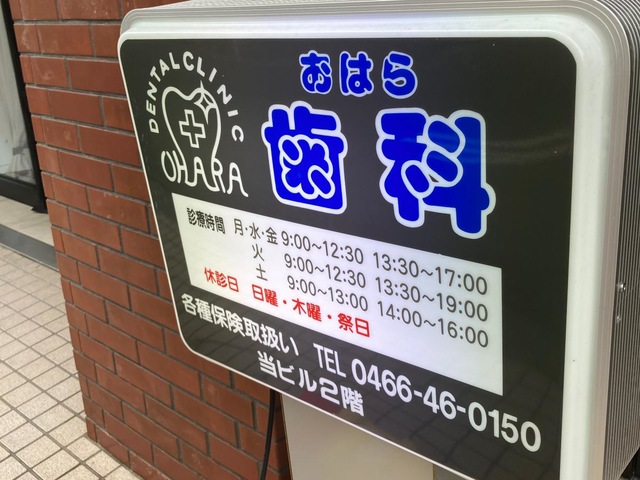 DENTAL CLINIC
OHARA
おはら
歯科
診療時間 月・水・金 9:00~12:30 13:30~17:00
火 9:00~12:30 13:30~19:00
土 9:00~13:00 14:00~16:00
休診日 日曜・木曜・祭日
各種保険取扱い TEL 0466-46-0150
当ビル2階